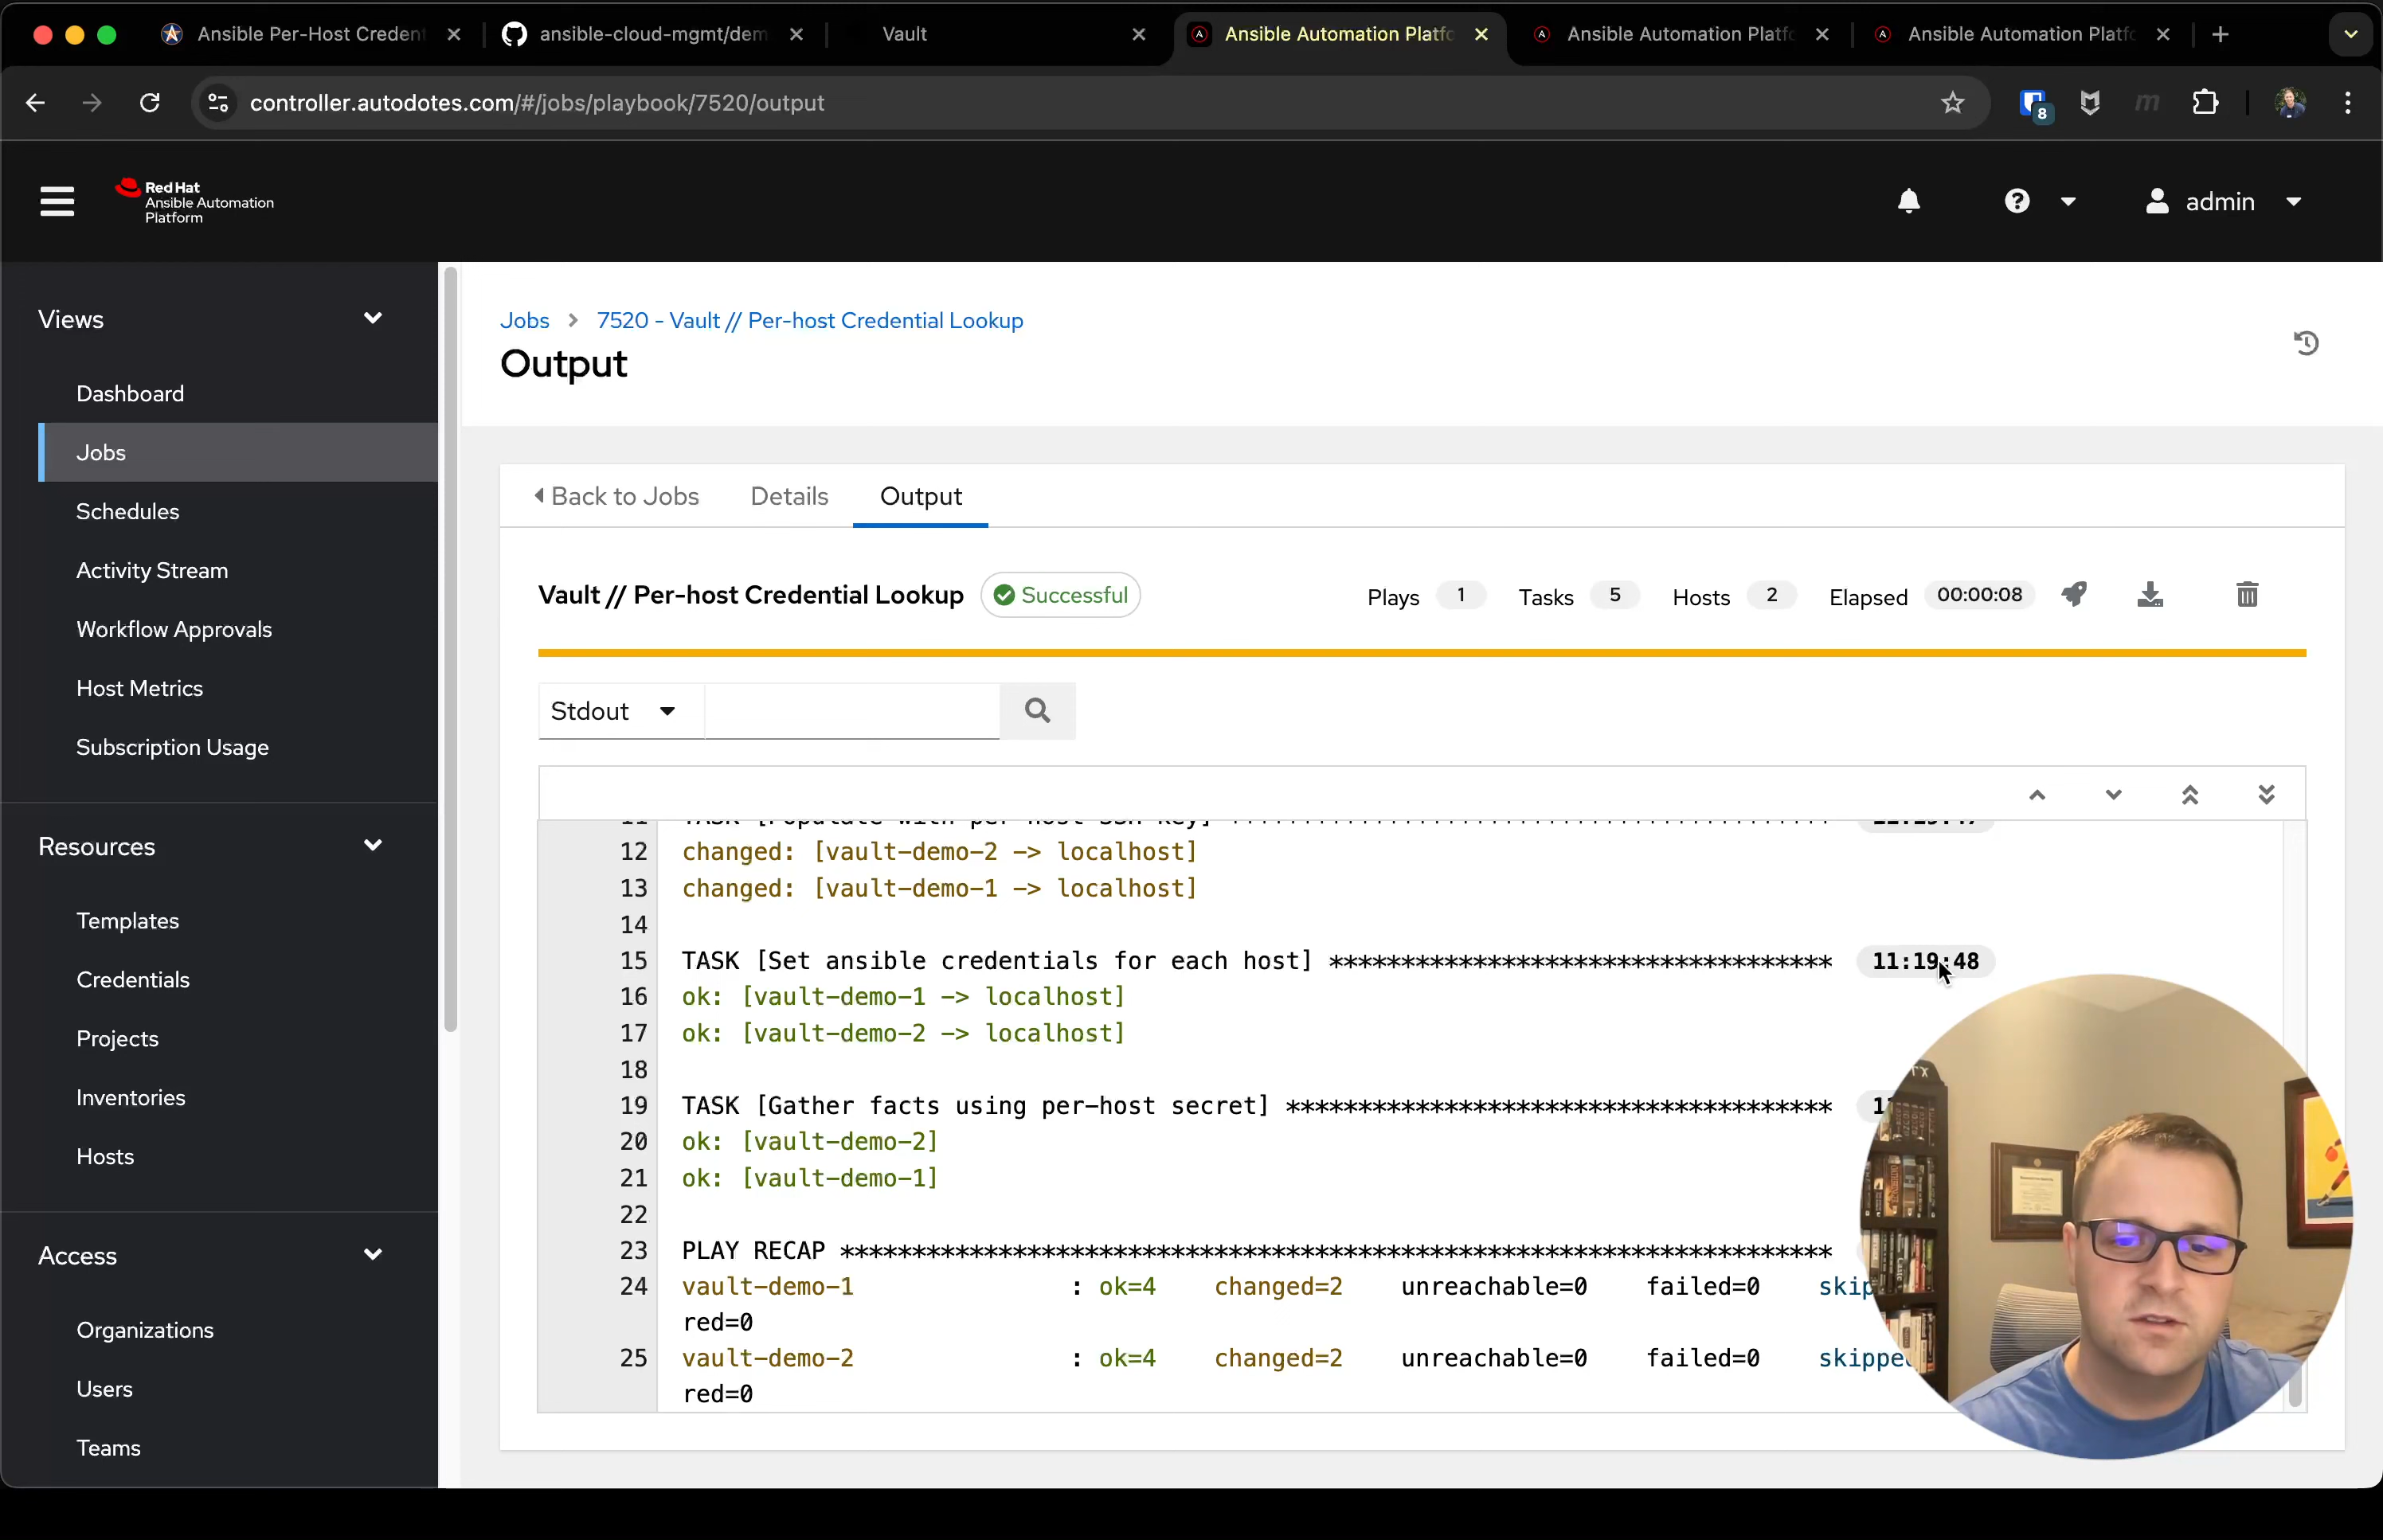 Ansible Per-Host Credent
ansible-cloud-mgmt/dem
Vault
Ansible Automation Platfo
Ansible Automation Platfo
Ansible Automation Platfo
controller.autodotes.com/#/jobs/playbook/7520/output
8
Red Hat
Ansible Automation
Platform
admin
Views
Dashboard
Jobs
Schedules
Activity Stream
Workflow Approvals
Host Metrics
Subscription Usage
Resources
Templates
Credentials
Projects
Inventories
Hosts
Access
Organizations
Users
Teams
Jobs > 7520 - Vault // Per-host Credential Lookup
Output
Back to Jobs Details Output
Vault // Per-host Credential Lookup Successful Plays 1 Tasks 5 Hosts 2 Elapsed 00:00:08
Stdout
12 changed: [vault-demo-2 -> localhost]
13 changed: [vault-demo-1 -> localhost]
14
15 TASK [Set ansible credentials for each host] *********************************** 11:19:48
16 ok: [vault-demo-1 -> localhost]
17 ok: [vault-demo-2 -> localhost]
18
19 TASK [Gather facts using per-host secret] **************************************
20 ok: [vault-demo-2]
21 ok: [vault-demo-1]
22
23 PLAY RECAP *********************************************************************
24 vault-demo-1 : ok=4 changed=2 unreachable=0 failed=0 skip
red=0
25 vault-demo-2 : ok=4 changed=2 unreachable=0 failed=0 skippe
red=0